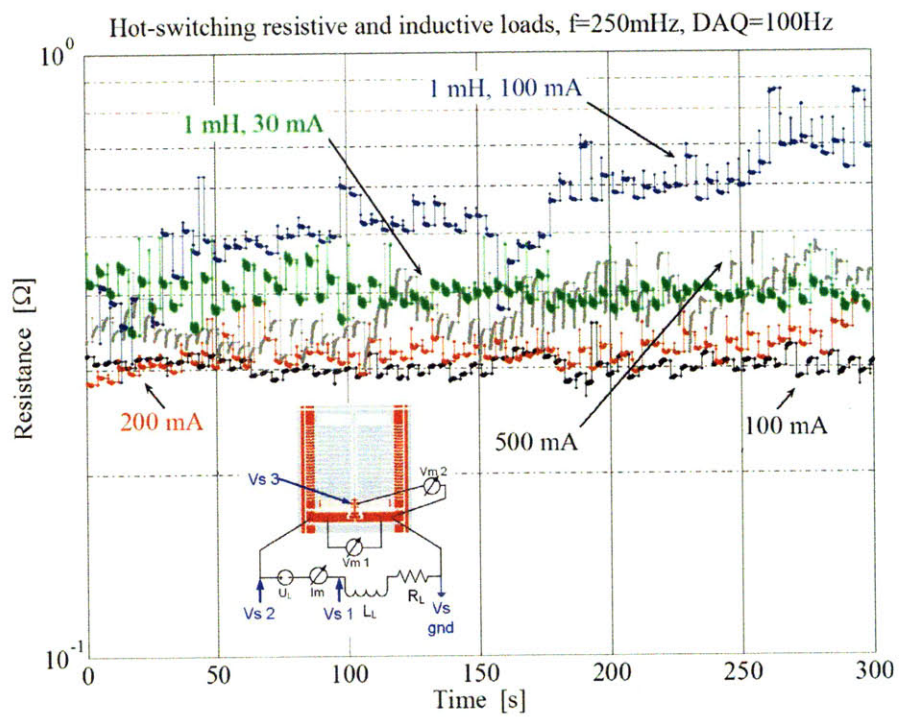 Hot-switching resistive and inductive loads, f=250mHz, DAQ=100Hz
10⁰
1 mH, 100 mA
1 mH, 30 mA
Resistance [Ω]
200 mA
500 mA
100 mA
Vs 3
Vm 2
Vm 1
U_L
Im
L_L
R_L
Vs 2
Vs 1
Vs
gnd
10⁻¹
0
50
100
150
200
250
300
Time [s]